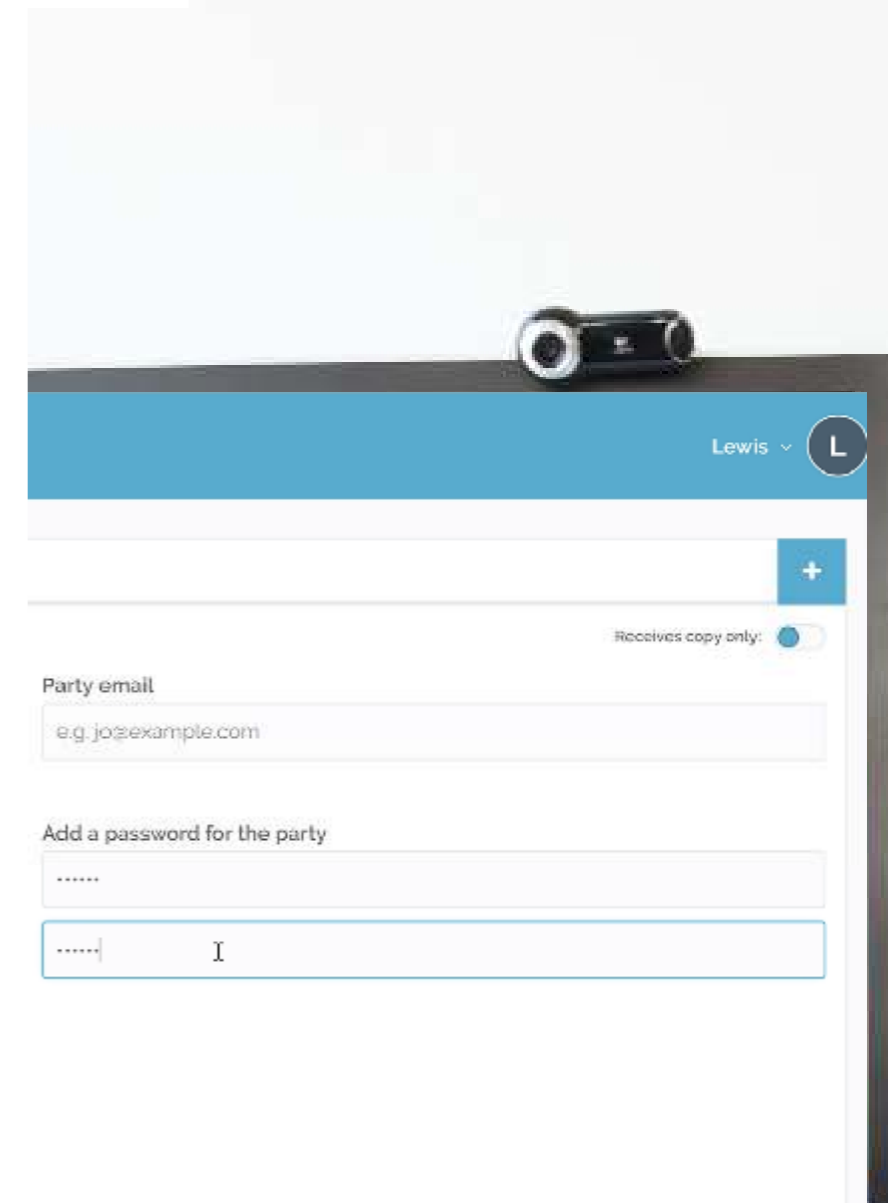 Lewis
L
+
Receives copy only:
Party email
e.g. jo@example.com
Add a password for the party
······
······